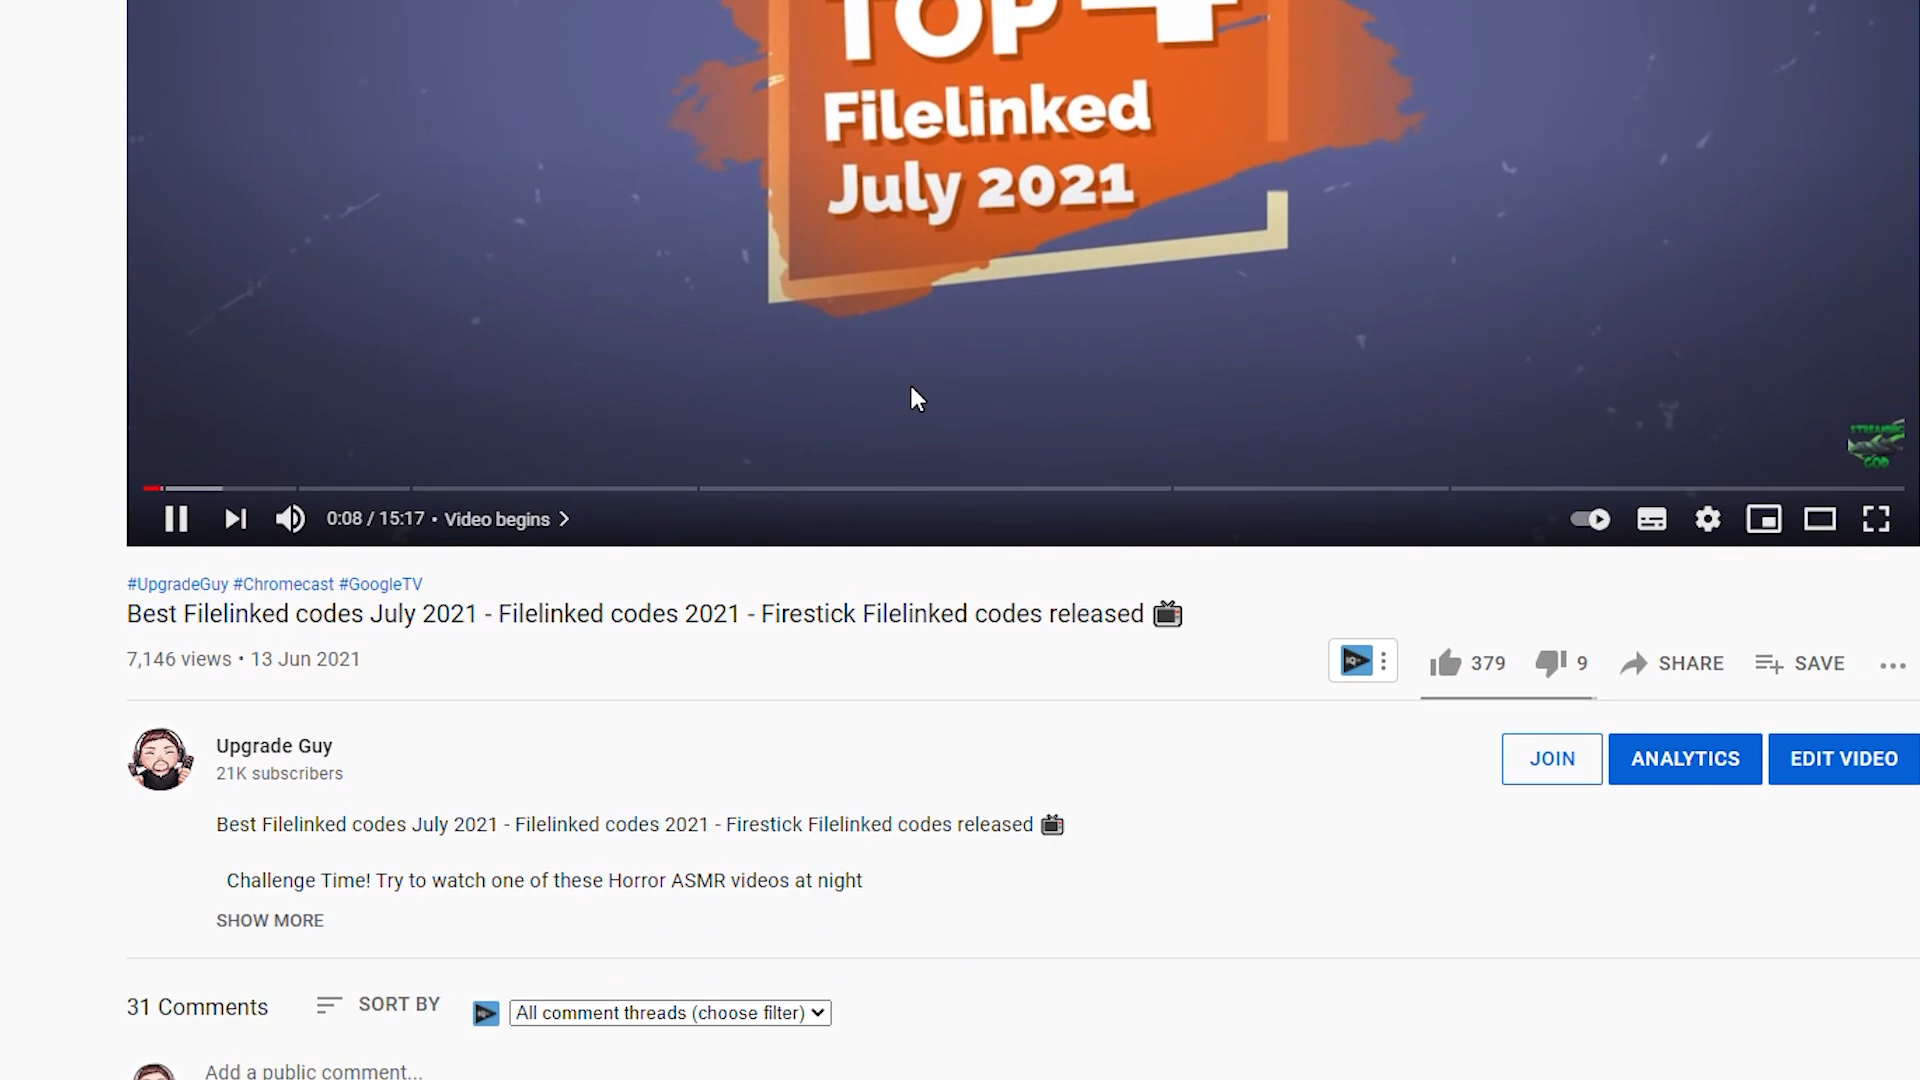 TOP 4
Filelinked
July 2021
STREAMING
GOD
0:08 / 15:17 • Video begins
#UpgradeGuy #Chromecast #GoogleTV
Best Filelinked codes July 2021 - Filelinked codes 2021 - Firestick Filelinked codes released
7,146 views • 13 Jun 2021
379
9
SHARE
SAVE
Upgrade Guy
21K subscribers
JOIN
ANALYTICS
EDIT VIDEO
Best Filelinked codes July 2021 - Filelinked codes 2021 - Firestick Filelinked codes released
Challenge Time! Try to watch one of these Horror ASMR videos at night
SHOW MORE
31 Comments
SORT BY
All comment threads (choose filter)
Add a public comment...